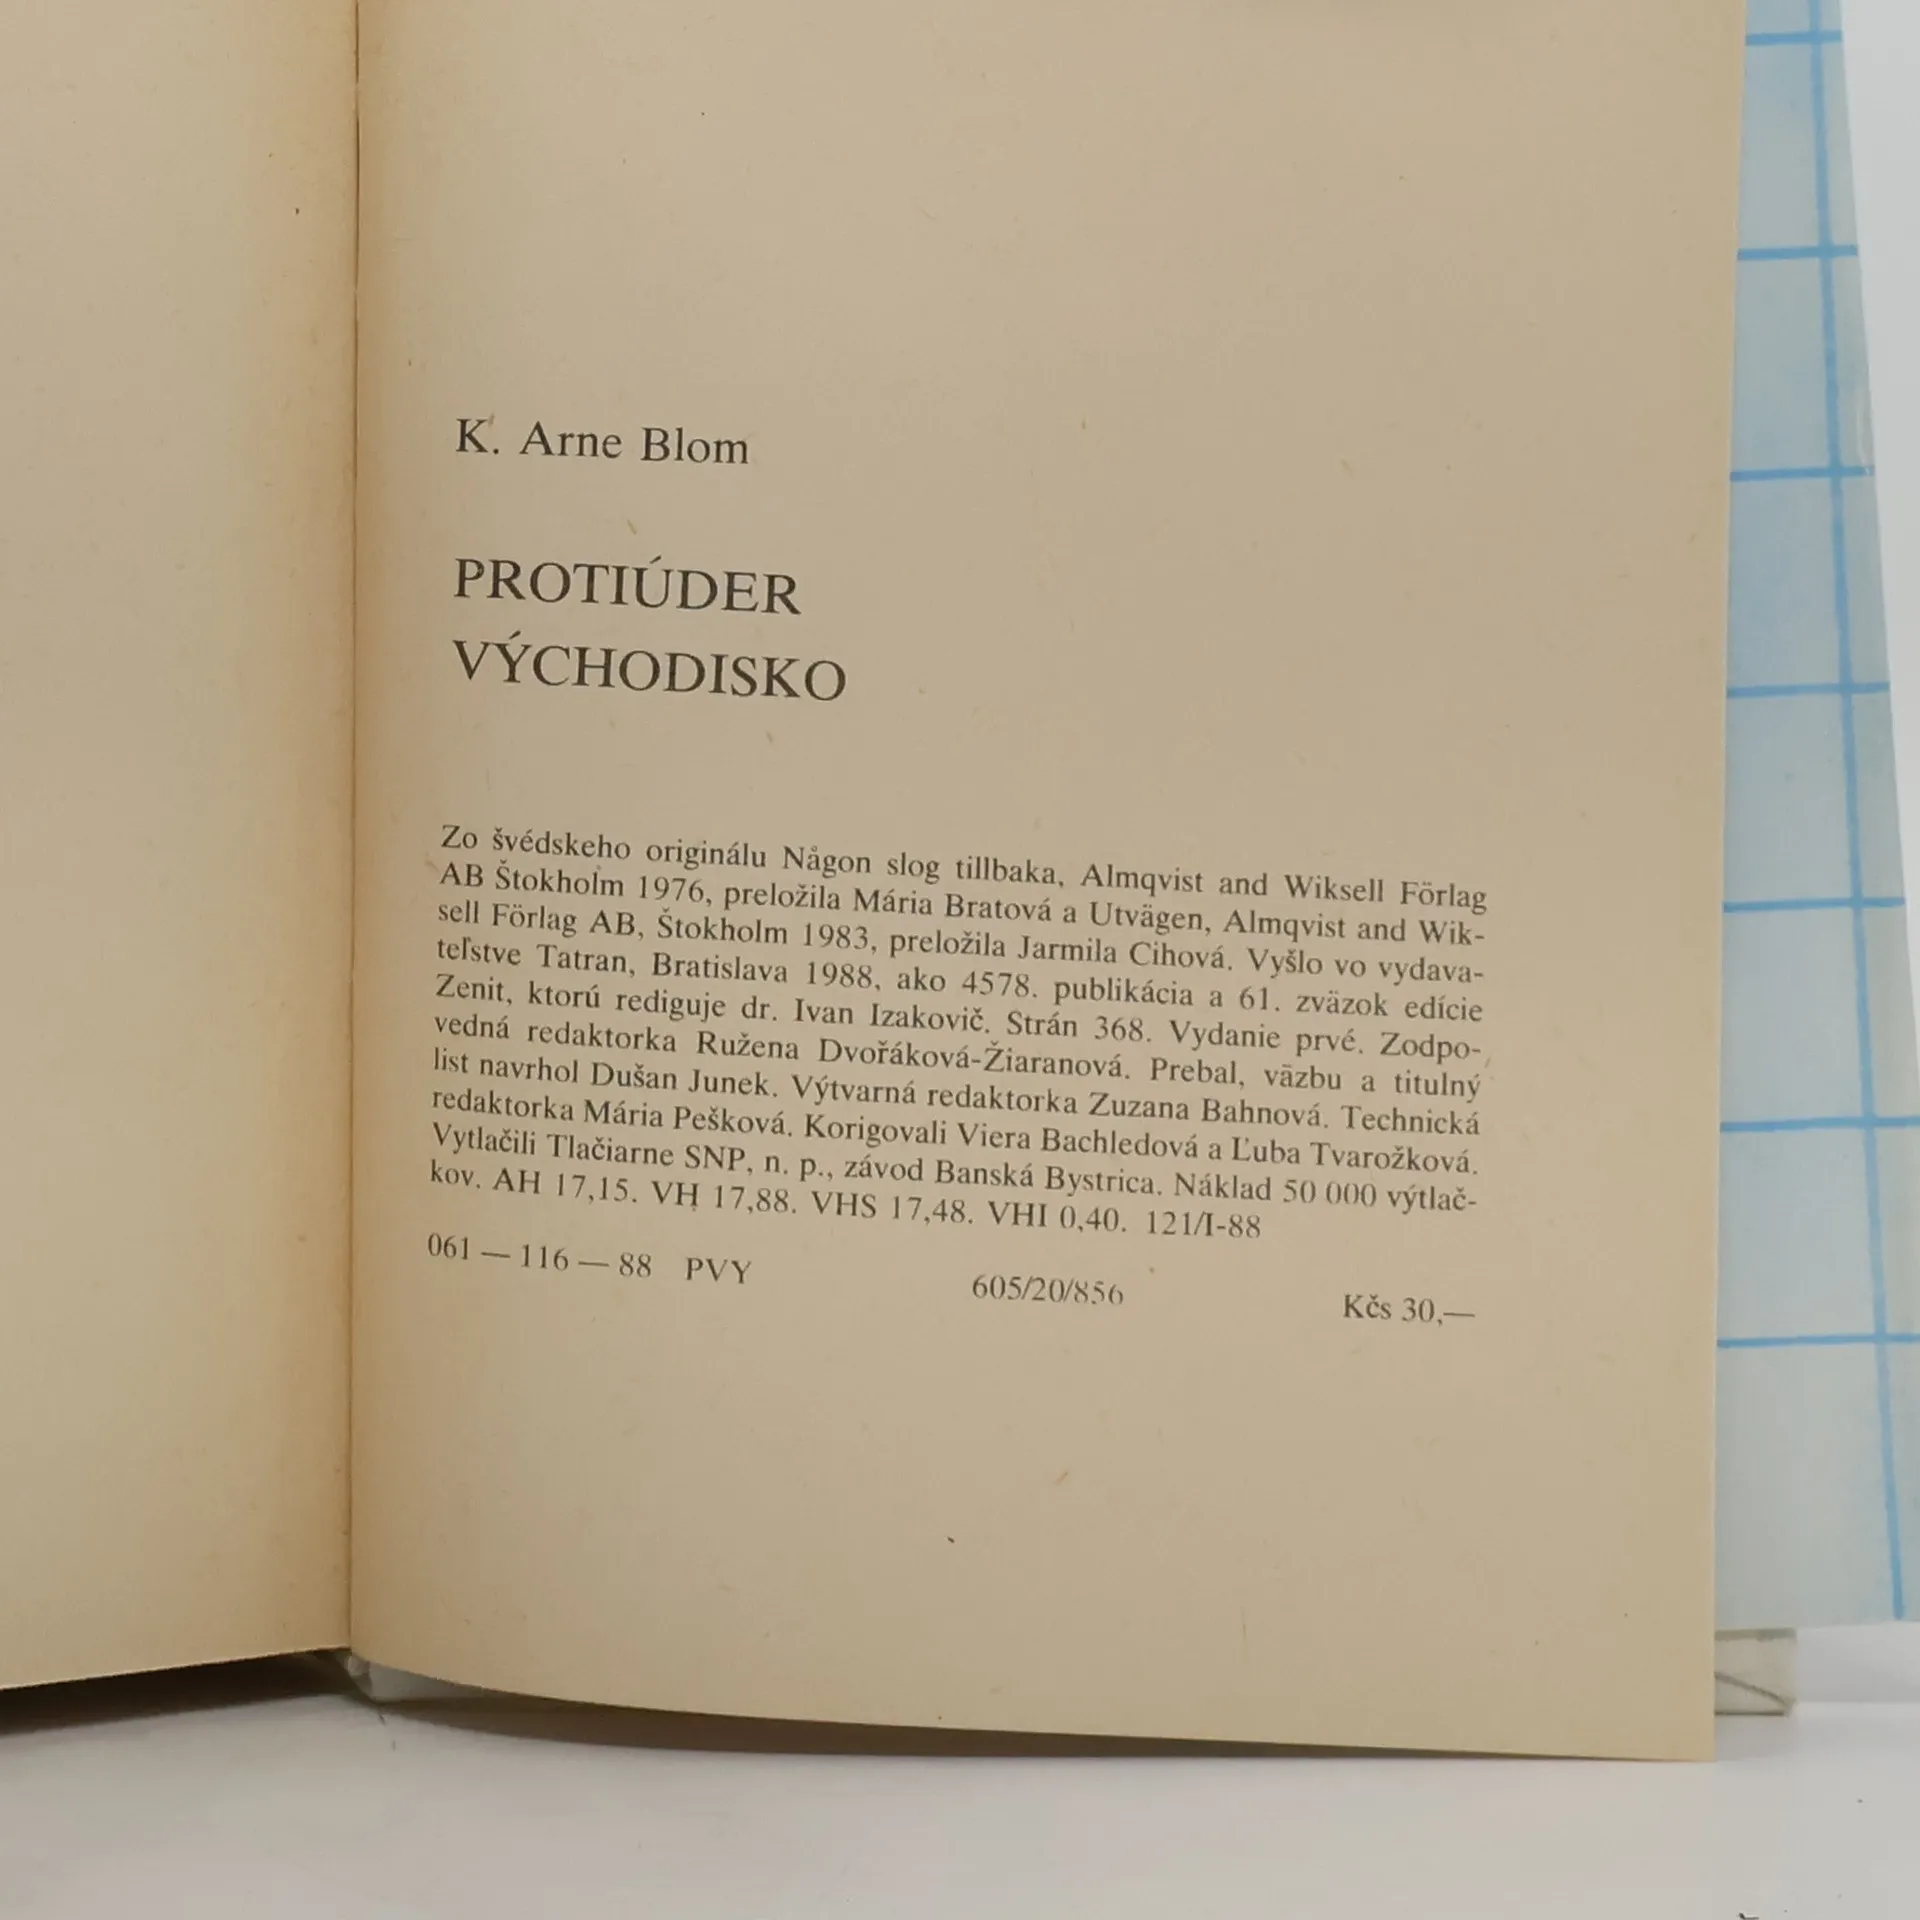 K. Arne Blom
PROTIÚDER
VÝCHODISKO
Zo švédskeho originálu Någon slog tillbaka, Almqvist and Wiksell Förlag
AB Štokholm 1976, preložila Mária Bratová a Utvägen, Almqvist and Wik-
sell Förlag AB, Štokholm 1983, preložila Jarmila Cihová. Vyšlo vo vydava-
teľstve Tatran, Bratislava 1988, ako 4578. publikácia a 61. zväzok edície
Zenit, ktorú rediguje dr. Ivan Izakovič. Strán 368. Vydanie prvé. Zodpo-
vedná redaktorka Ružena Dvořáková-Žiaranová. Prebal, väzbu a titulný
list navrhol Dušan Junek. Výtvarná redaktorka Zuzana Bahnová. Technická
redaktorka Mária Pešková. Korigovali Viera Bachledová a Ľuba Tvarožková.
Vytlačili Tlačiarne SNP, n. p., závod Banská Bystrica. Náklad 50 000 výtlač-
kov. AH 17,15. VH 17,88. VHS 17,48. VHI 0,40. 121/I-88
061 — 116 — 88 PVY 605/20/856 Kčs 30,—